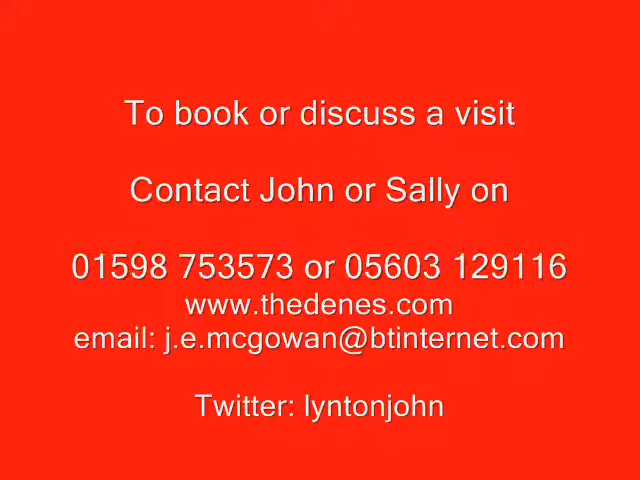 To book or discuss a visit
Contact John or Sally on
01598 753573 or 05603 129116
www.thedenes.com
email: j.e.mcgowan@btinternet.com
Twitter: lyntonjohn